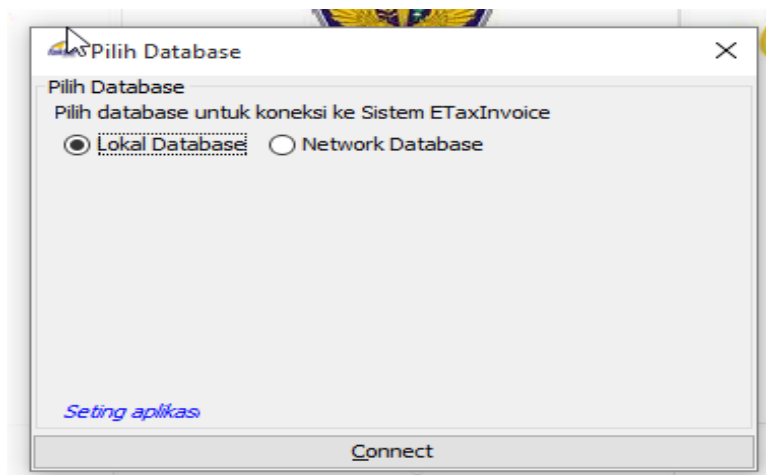 Pilih Database
Pilih Database
Pilih database untuk koneksi ke Sistem ETaxInvoice
Lokal Database Network Database
Seting aplikasi
Connect